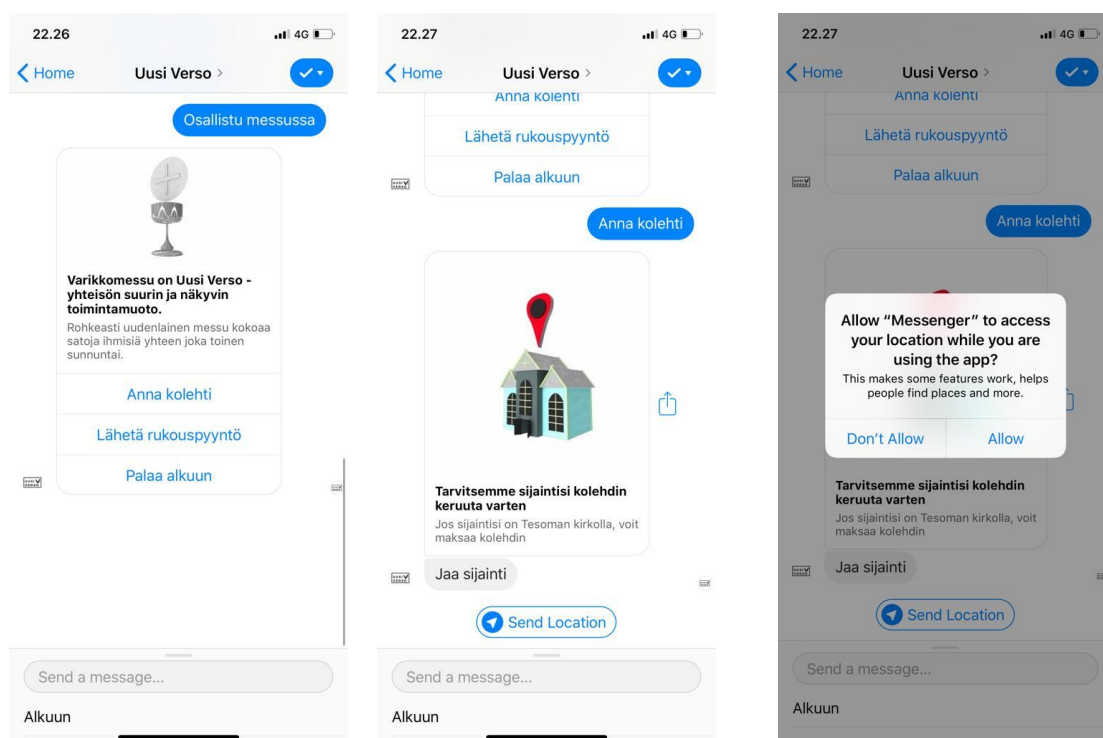 22.26
4G
Home
Uusi Verso >
Osallistu messussa
Varikkomessu on Uusi Verso -
yhteisön suurin ja näkyvin
toimintamuoto.
Rohkeasti uudenlainen messu kokoaa
satoja ihmisiä yhteen joka toinen
sunnuntai.
Anna kolehti
Lähetä rukouspyyntö
Palaa alkuun
Send a message...
Alkuun
22.27
4G
Home
Uusi Verso >
Anna kolehti
Lähetä rukouspyyntö
Palaa alkuun
Anna kolehti
Tarvitsemme sijaintisi kolehdin
keruuta varten
Jos sijaintisi on Tesoman kirkolla, voit
maksaa kolehdin
Jaa sijainti
Send Location
Send a message...
Alkuun
22.27
4G
Home
Uusi Verso >
Anna kolehti
Lähetä rukouspyyntö
Palaa alkuun
Anna kolehti
Allow “Messenger” to access
your location while you are
using the app?
This makes some features work, helps
people find places and more.
Don’t Allow
Allow
Tarvitsemme sijaintisi kolehdin
keruuta varten
Jos sijaintisi on Tesoman kirkolla, voit
maksaa kolehdin
Jaa sijainti
Send Location
Send a message...
Alkuun